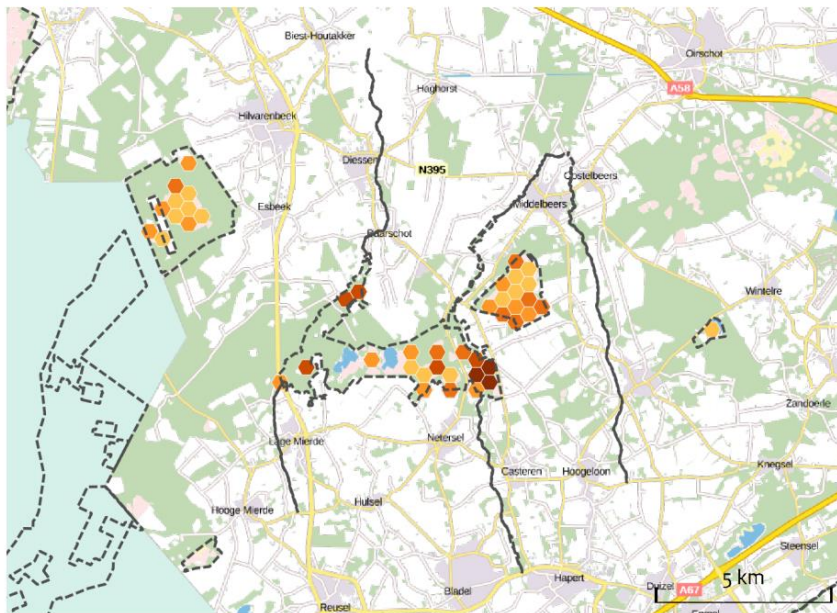 Biest-Houtakker
Oirschot
Haghorst
A58
Hilvarenbeek
Diessen
N395
Oostelbeers
Middelbeers
Esbeek
Baarschot
Wintelre
Zandoerle
Lage Mierde
Netersel
Casteren
Hoogeloon
Knegsel
Hulsel
Hooge Mierde
Steensel
Bladel
Hapert
Duizel
A67
5 km
Reusel